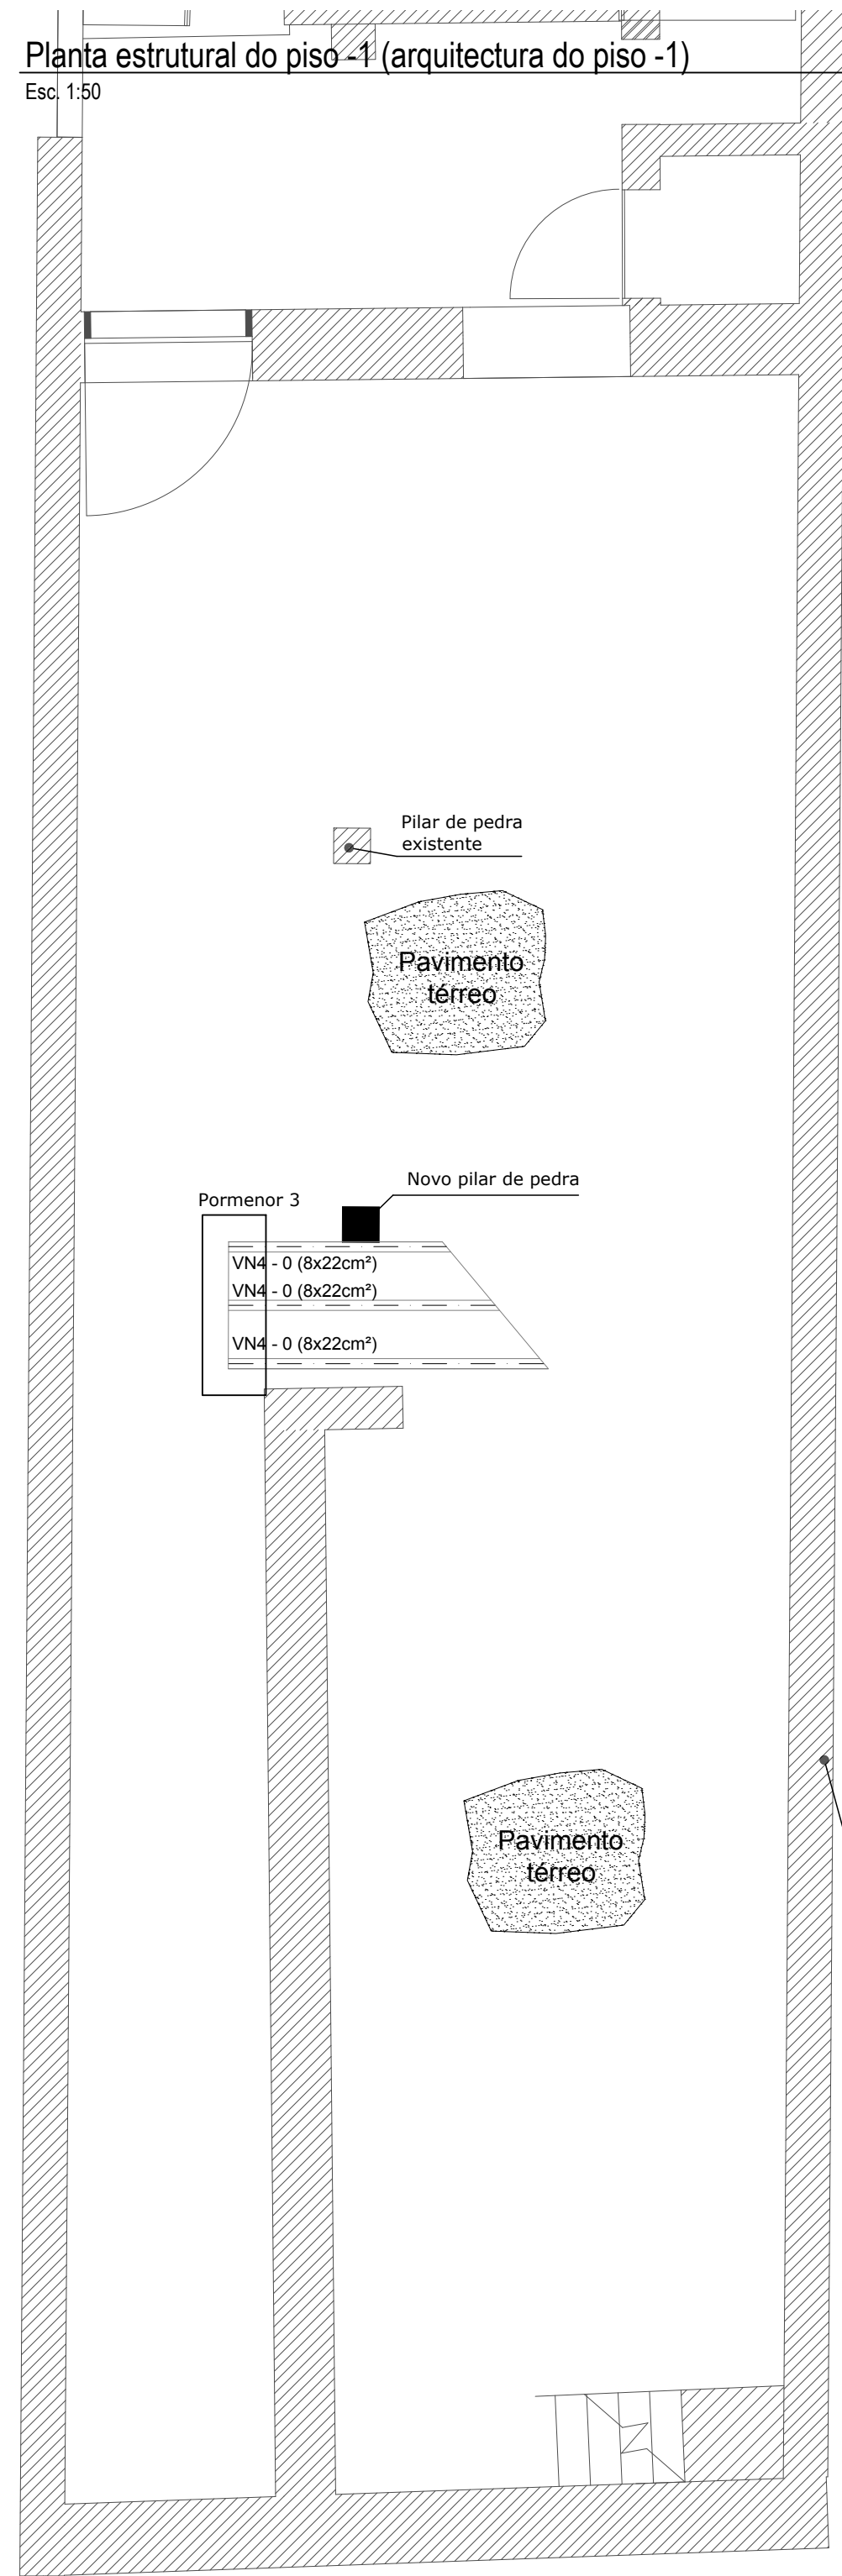 Planta estrutural do piso -1 (arquitectura do piso -1)
Esc. 1:50
Pilar de pedra
existente
Pavimento
térreo
Novo pilar de pedra
Pormenor 3
VN4 - 0 (8x22cm²)
VN4 - 0 (8x22cm²)
VN4 - 0 (8x22cm²)
Pavimento
térreo